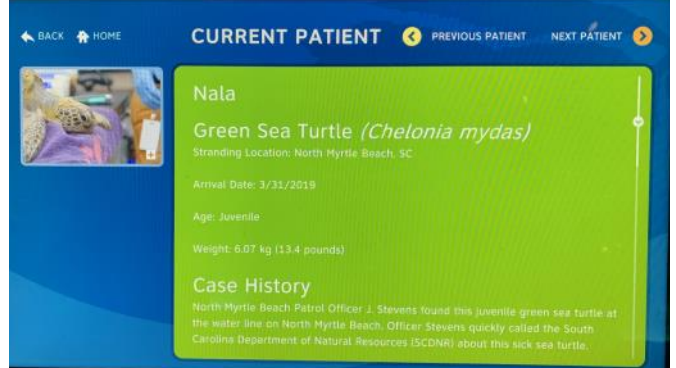 BACK HOME CURRENT PATIENT PREVIOUS PATIENT NEXT PATIENT
Nala
Green Sea Turtle (Chelonia mydas)
Stranding Location: North Myrtle Beach, SC
Arrival Date: 3/31/2019
Age: Juvenile
Weight: 6.07 kg (13.4 pounds)
Case History
North Myrtle Beach Patrol Officer J. Stevens found this juvenile green sea turtle at
the water line on North Myrtle Beach. Officer Stevens quickly called the South
Carolina Department of Natural Resources (SCDNR) about this sick sea turtle.